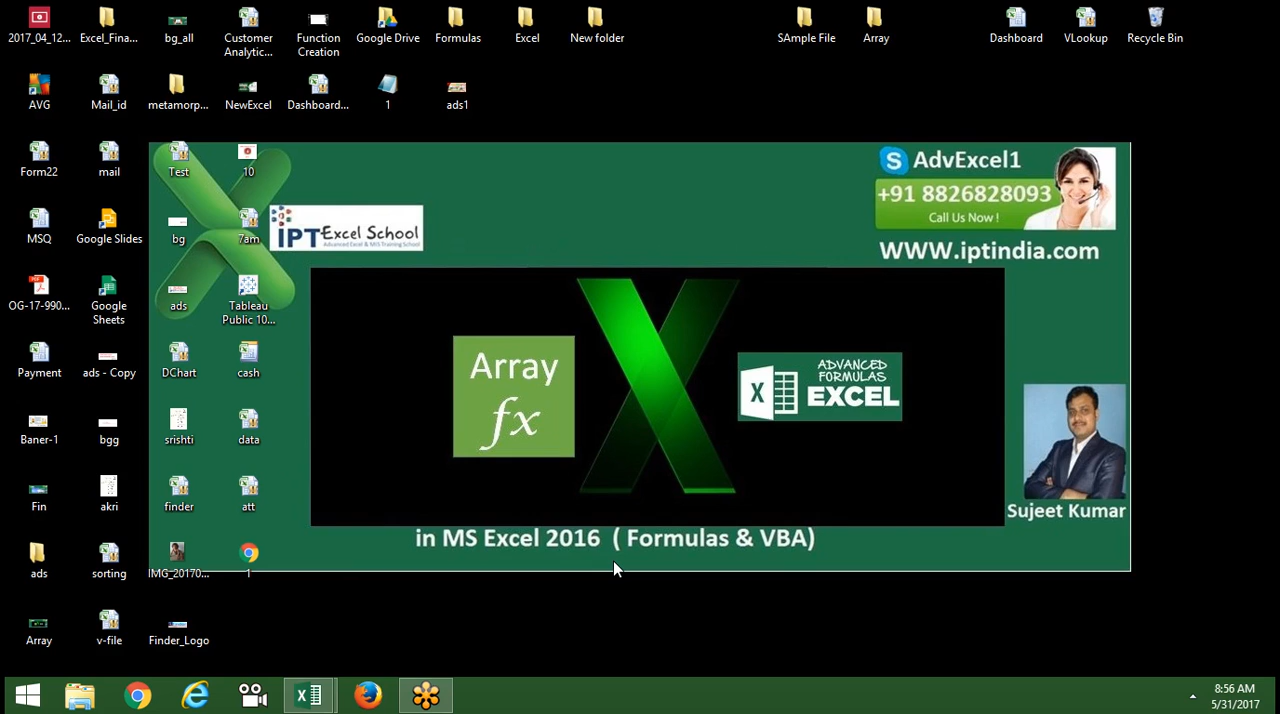 2017_04_12...
Excel_Fina...
bg_all
Customer
Analytic...
Function
Creation
Google Drive
Formulas
Excel
New folder
SAmple File
Array
Dashboard
VLookup
Recycle Bin
AVG
Mail_id
metamorp...
NewExcel
Dashboard...
1
ads1
Form22
mail
Test
10
MSQ
Google Slides
bg
7am
OG-17-990...
Google
Sheets
ads
Tableau
Public 10...
Payment
ads - Copy
DChart
cash
Baner-1
bgg
srishti
data
Fin
akri
finder
att
ads
sorting
IMG_20170...
1
Array
v-file
Finder_Logo
IPT Excel School
Advanced Excel & MIS Training School
AdvExcel1
+91 8826828093
Call Us Now !
WWW.iptindia.com
Array
fx
X
ADVANCED
FORMULAS
EXCEL
Sujeet Kumar
in MS Excel 2016 ( Formulas & VBA)
8:56 AM
5/31/2017